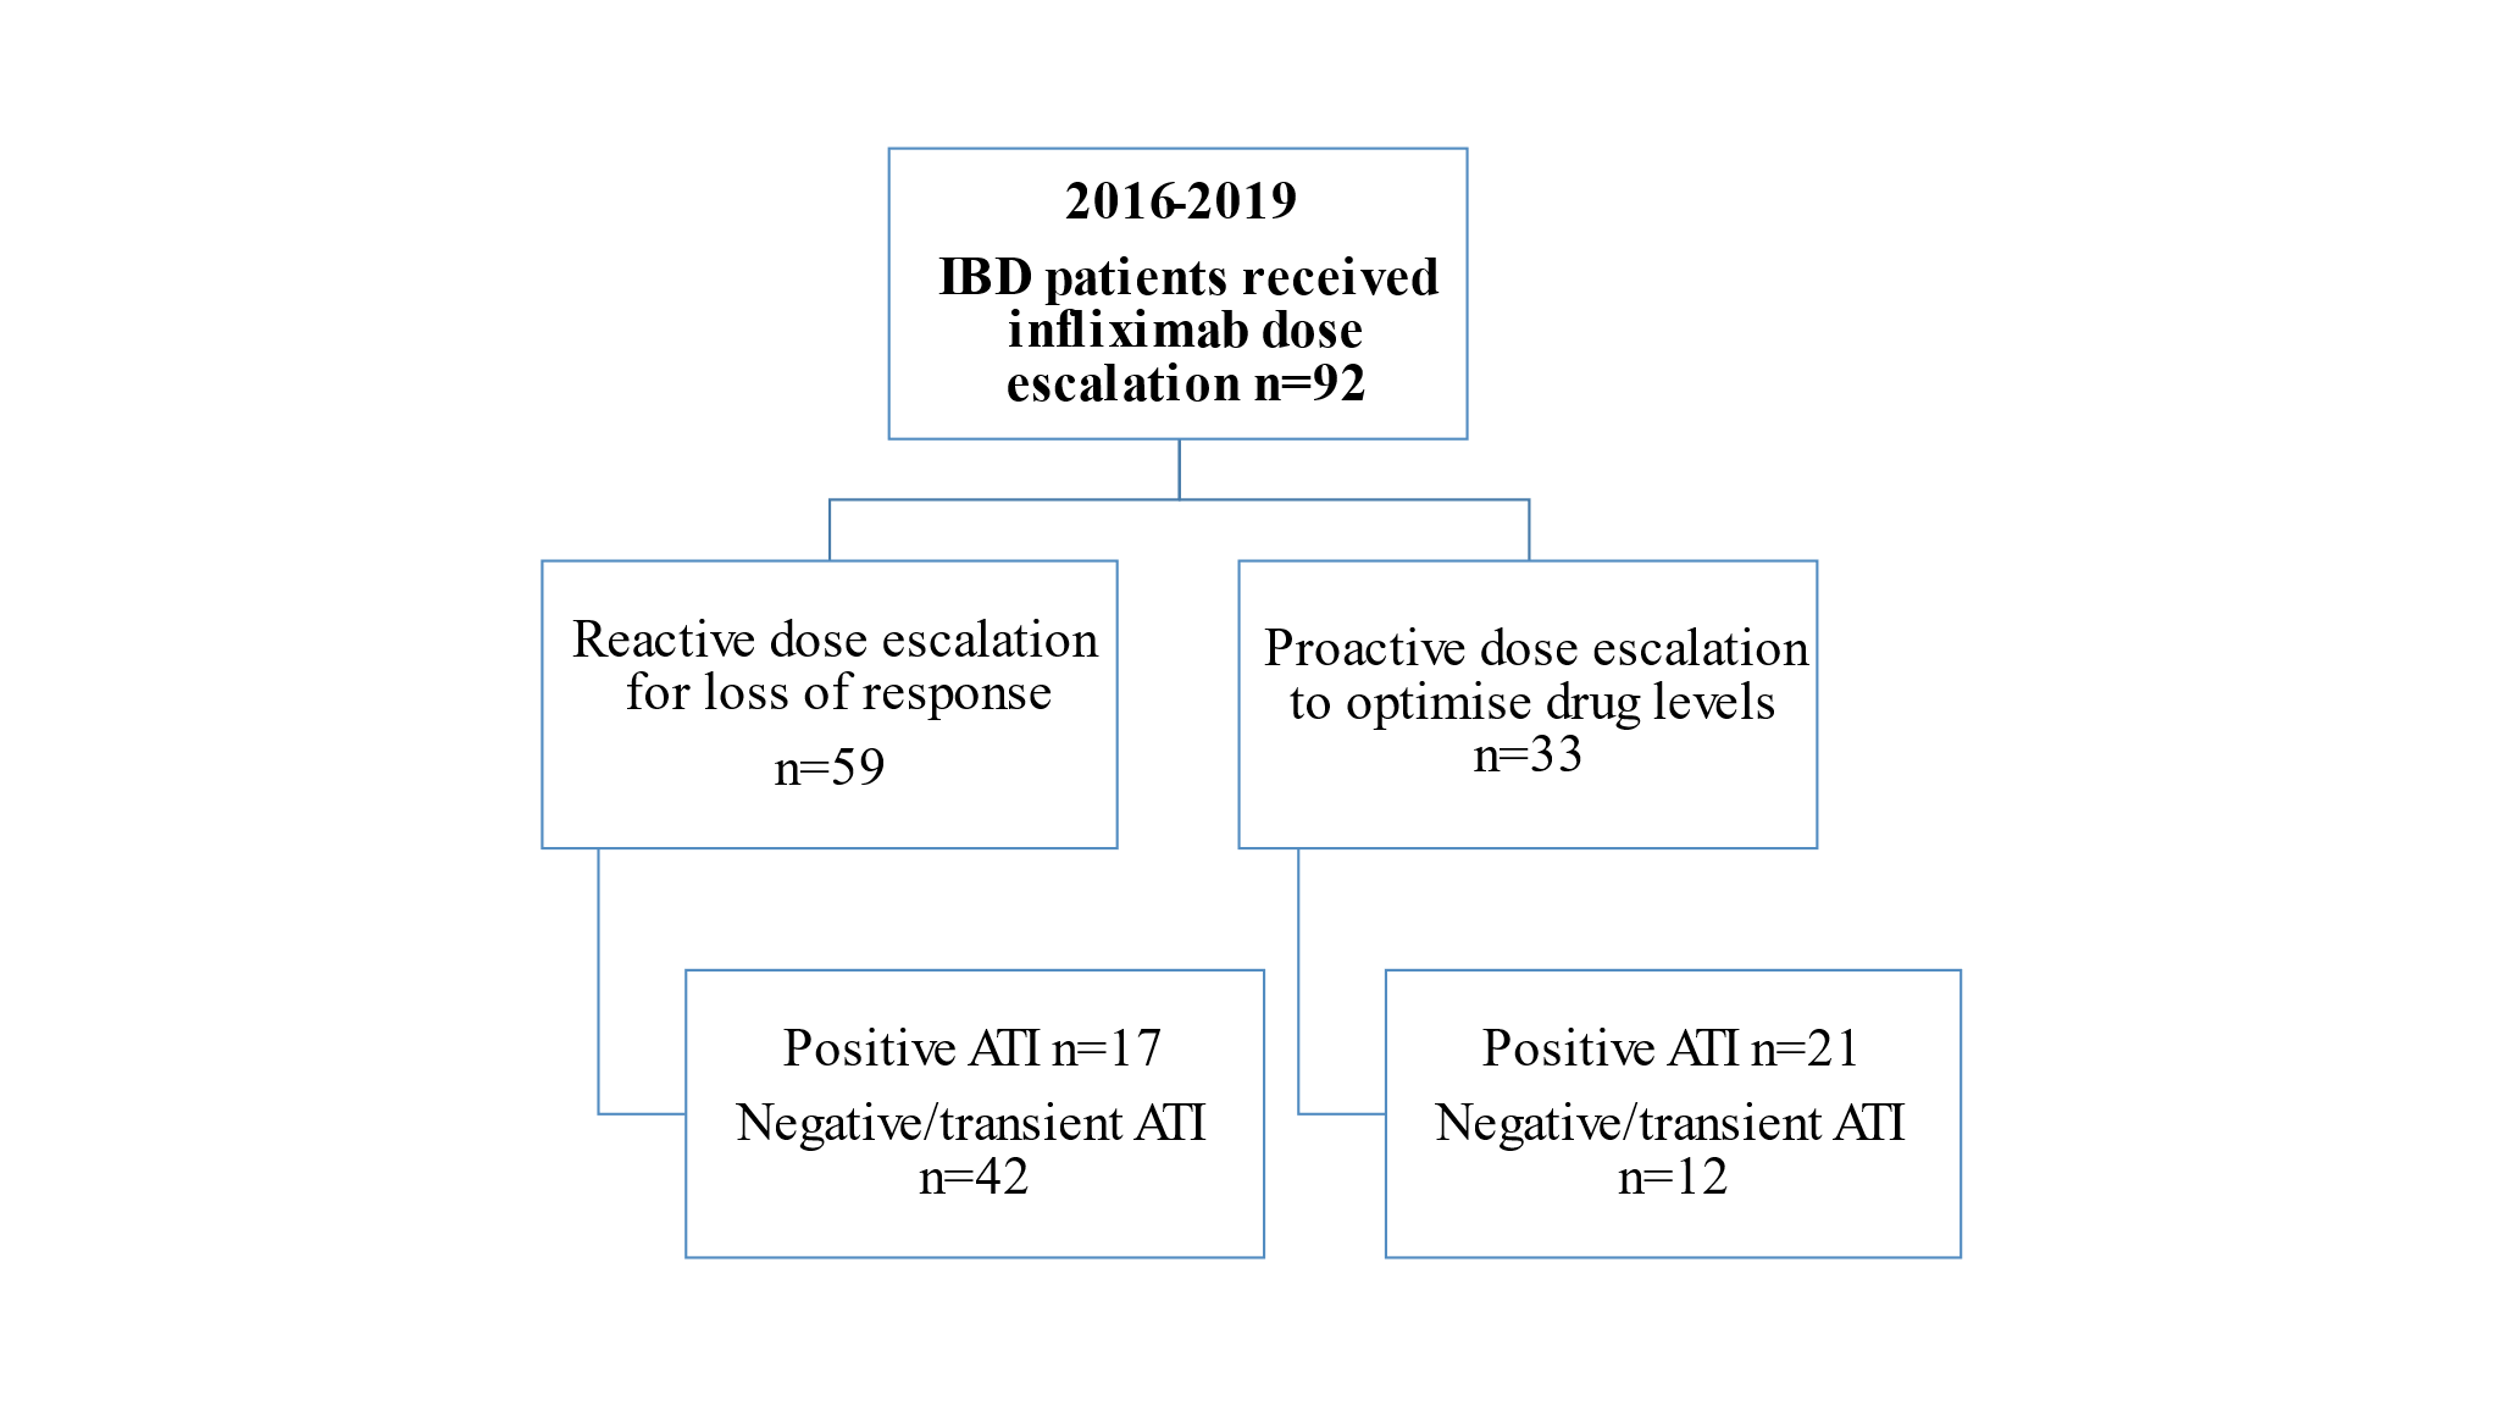 2016-2019
IBD patients received
infliximab dose
escalation n=92
Reactive dose escalation
for loss of response
n=59
Proactive dose escalation
to optimise drug levels
n=33
Positive ATI n=17
Negative/transient ATI
n=42
Positive ATI n=21
Negative/transient ATI
n=12